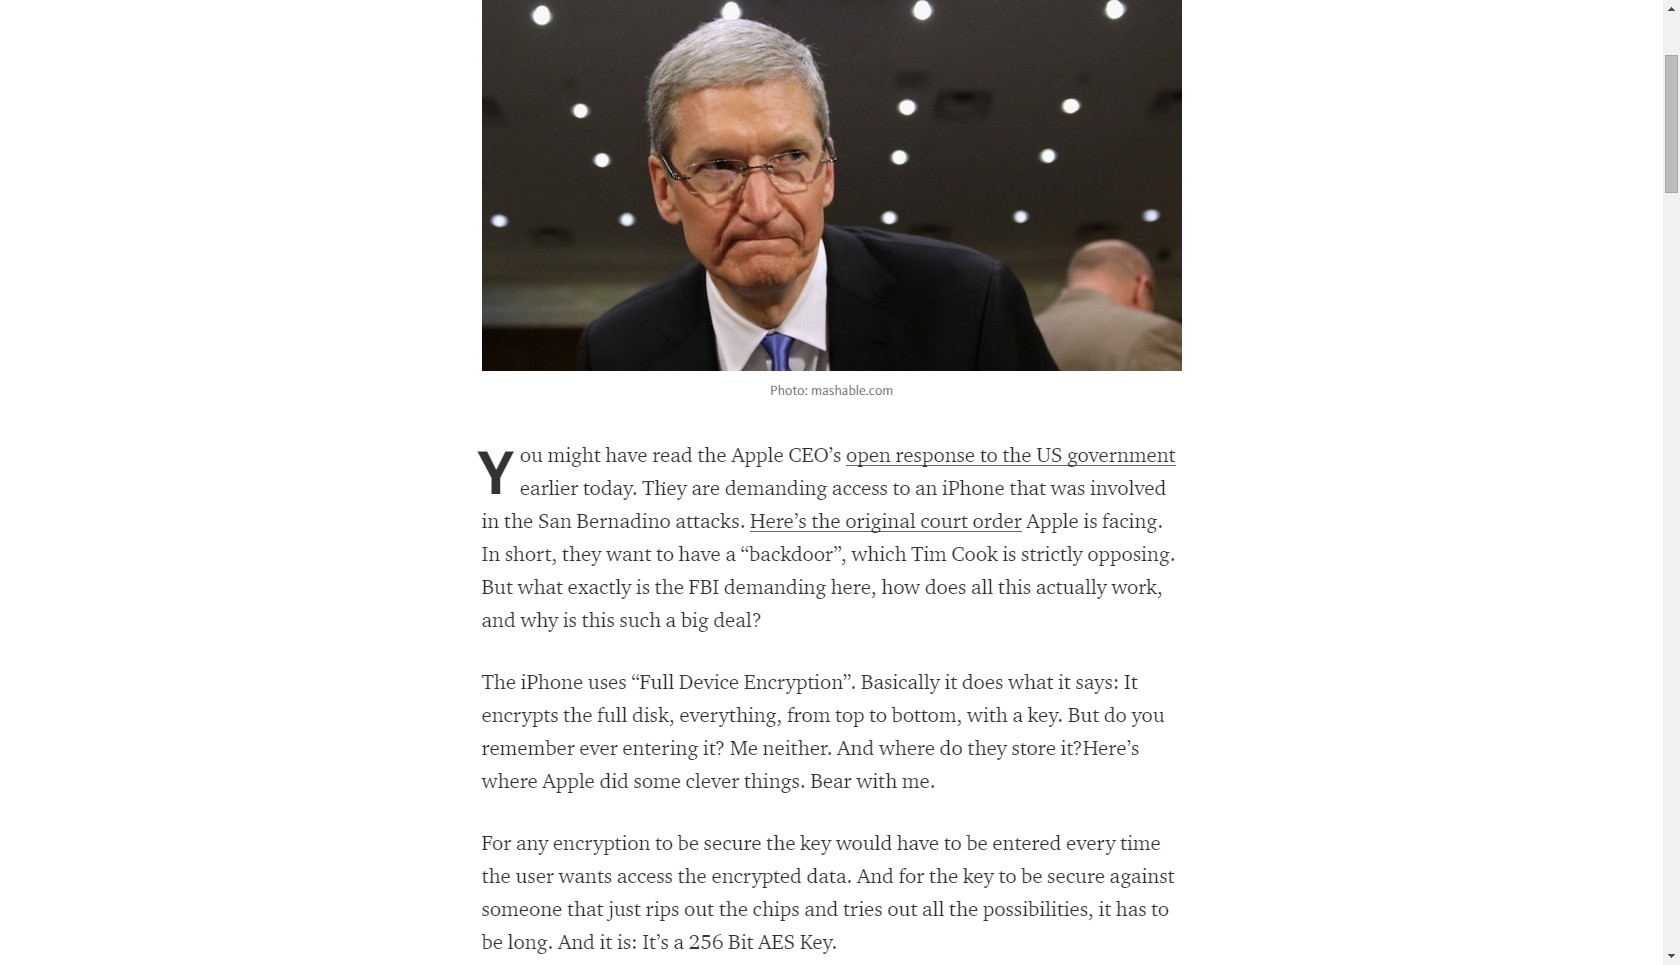 Photo: mashable.com
You might have read the Apple CEO’s open response to the US government
earlier today. They are demanding access to an iPhone that was involved
in the San Bernadino attacks. Here’s the original court order Apple is facing.
In short, they want to have a “backdoor”, which Tim Cook is strictly opposing.
But what exactly is the FBI demanding here, how does all this actually work,
and why is this such a big deal?
The iPhone uses “Full Device Encryption”. Basically it does what it says: It
encrypts the full disk, everything, from top to bottom, with a key. But do you
remember ever entering it? Me neither. And where do they store it?Here’s
where Apple did some clever things. Bear with me.
For any encryption to be secure the key would have to be entered every time
the user wants access the encrypted data. And for the key to be secure against
someone that just rips out the chips and tries out all the possibilities, it has to
be long. And it is: It’s a 256 Bit AES Key.